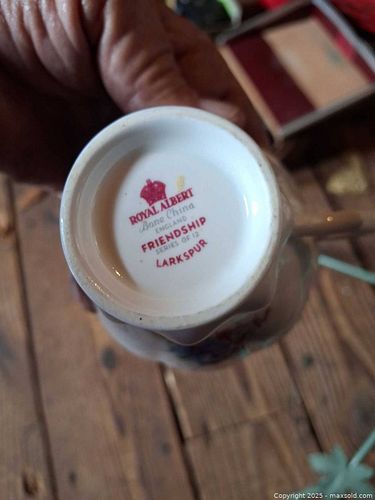 ROYAL ALBERT
Bone China
ENGLAND
FRIENDSHIP
SERIES OF 12
LARKSPUR
Copyright 2025 - maxsold.com